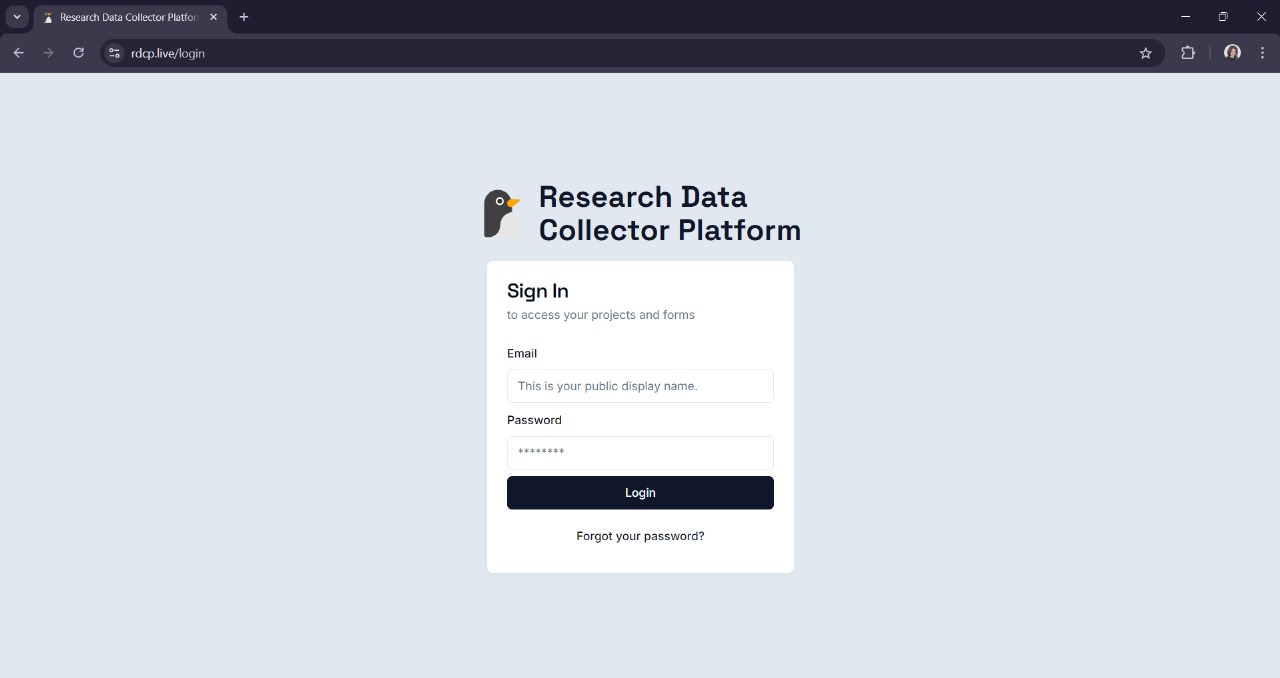 Research Data Collector Platfor
rdcp.live/login
Research Data
Collector Platform
Sign In
to access your projects and forms
Email
This is your public display name.
Password
********
Login
Forgot your password?